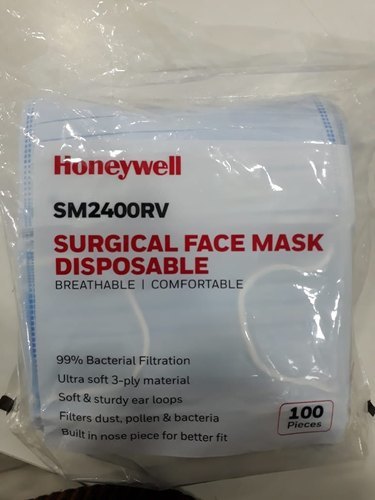 Honeywell
SM2400RV
SURGICAL FACE MASK
DISPOSABLE
BREATHABLE | COMFORTABLE
99% Bacterial Filtration
Ultra soft 3-ply material
Soft & sturdy ear loops
Filters dust, pollen & bacteria
Built in nose piece for better fit
100
Pieces